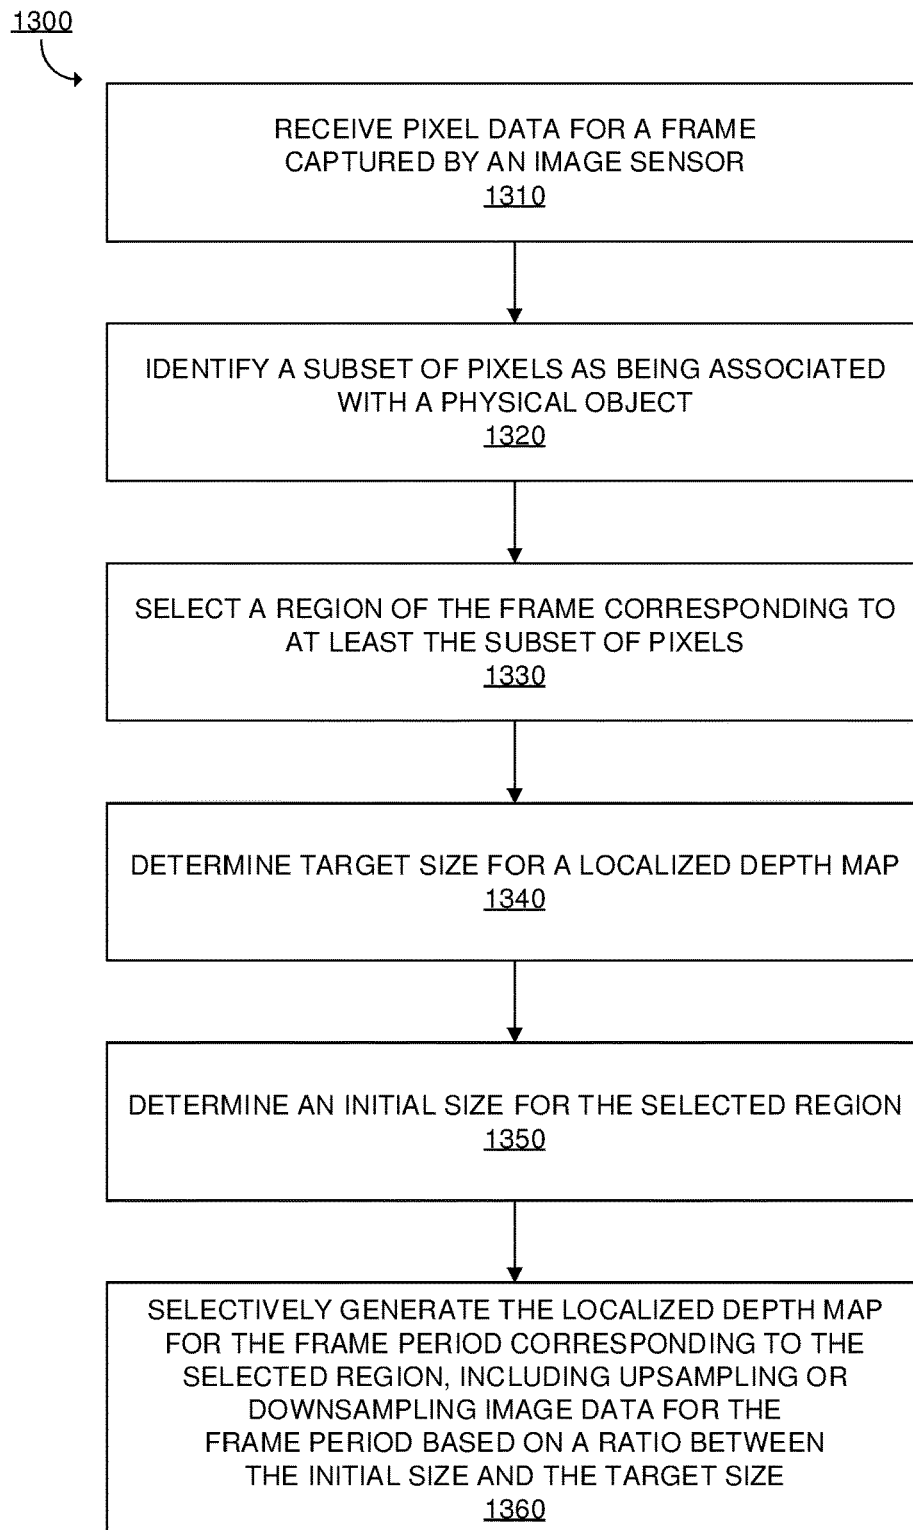 1300
RECEIVE PIXEL DATA FOR A FRAME
CAPTURED BY AN IMAGE SENSOR
1310
IDENTIFY A SUBSET OF PIXELS AS BEING ASSOCIATED
WITH A PHYSICAL OBJECT
1320
SELECT A REGION OF THE FRAME CORRESPONDING TO
AT LEAST THE SUBSET OF PIXELS
1330
DETERMINE TARGET SIZE FOR A LOCALIZED DEPTH MAP
1340
DETERMINE AN INITIAL SIZE FOR THE SELECTED REGION
1350
SELECTIVELY GENERATE THE LOCALIZED DEPTH MAP
FOR THE FRAME PERIOD CORRESPONDING TO THE
SELECTED REGION, INCLUDING UPSAMPLING OR
DOWNSAMPLING IMAGE DATA FOR THE
FRAME PERIOD BASED ON A RATIO BETWEEN
THE INITIAL SIZE AND THE TARGET SIZE
1360